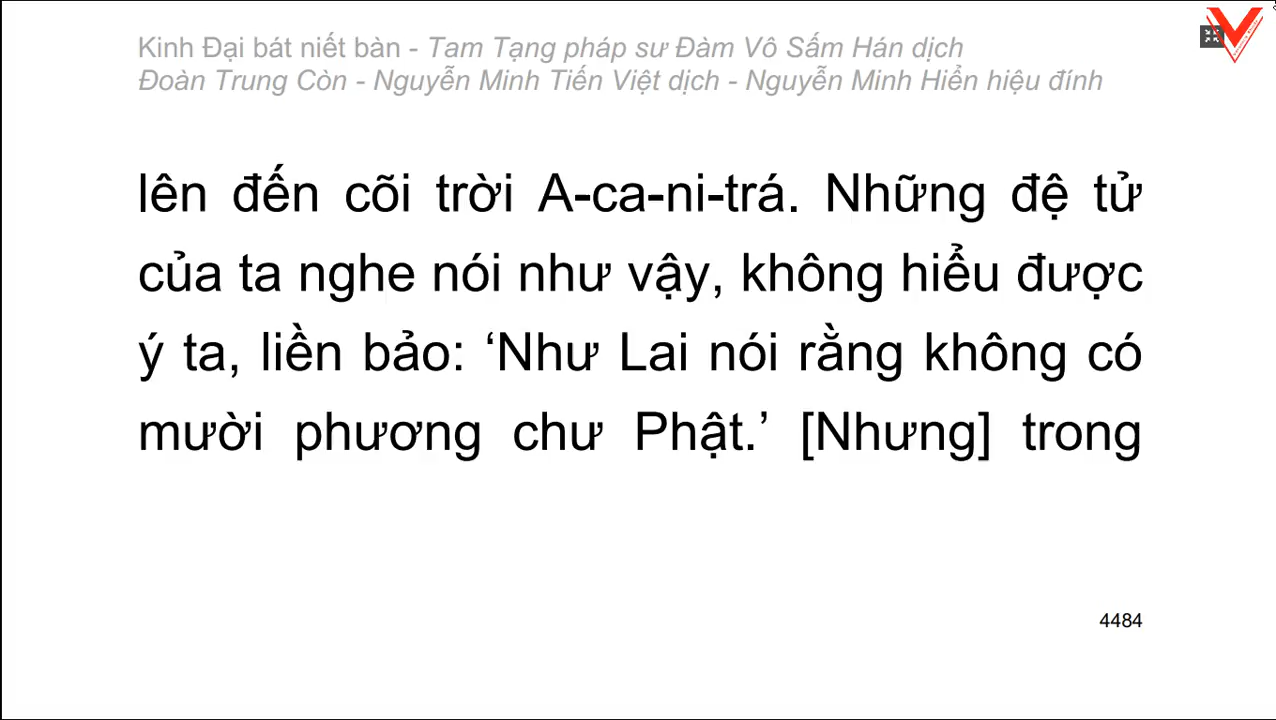 Kinh Đại bát niết bàn - Tam Tạng pháp sư Đàm Vô Sấm Hán dịch
Đoàn Trung Còn - Nguyễn Minh Tiến Việt dịch - Nguyễn Minh Hiển hiệu đính
lên đến cõi trời A-ca-ni-trá. Những đệ tử
của ta nghe nói như vậy, không hiểu được
ý ta, liền bảo: ‘Như Lai nói rằng không có
mười phương chư Phật.’ [Nhưng] trong
4484